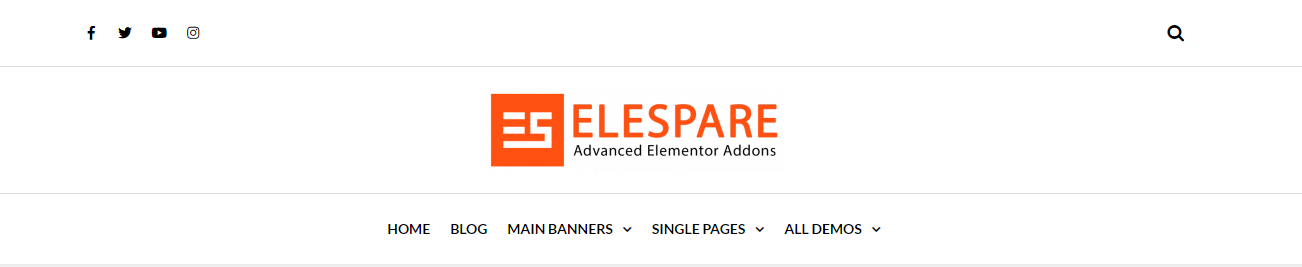 ELESPARE
Advanced Elementor Addons
HOME BLOG MAIN BANNERS SINGLE PAGES ALL DEMOS